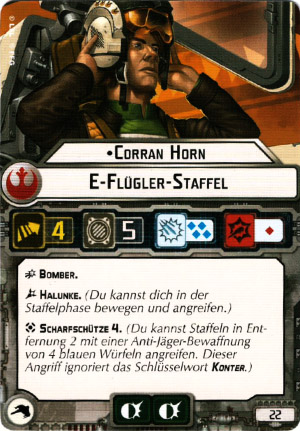 •Corran Horn
E-Flügler-Staffel
4
5
Bomber.
Halunke. (Du kannst dich in der
Staffelphase bewegen und angreifen.)
Scharfschütze 4. (Du kannst Staffeln in Ent-
fernung 2 mit einer Anti-Jäger-Bewaffnung
von 4 blauen Würfeln angreifen. Dieser
Angriff ignoriert das Schlüsselwort Konter.)
22